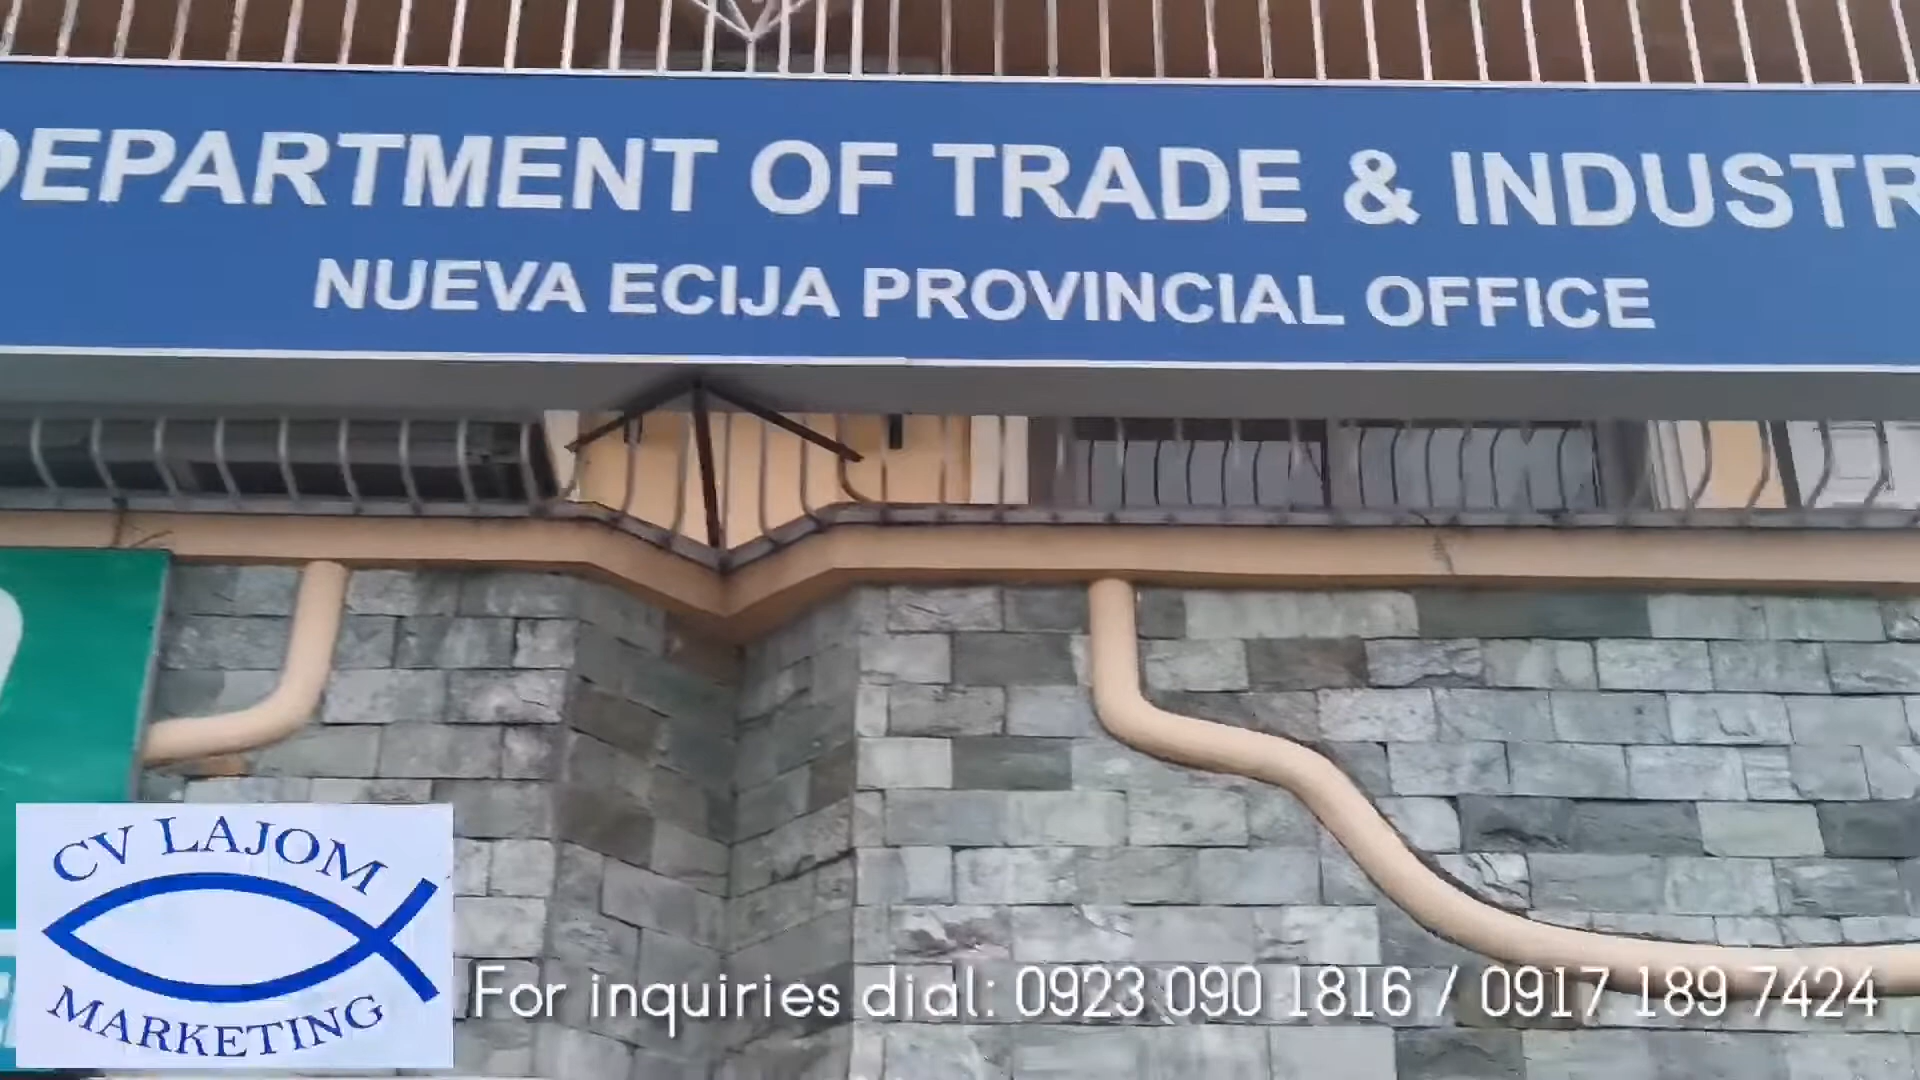 DEPARTMENT OF TRADE & INDUSTR
NUEVA ECIJA PROVINCIAL OFFICE
CV LAJOM
MARKETING
For inquiries dial: 0923 090 1816 / 0917 189 7424